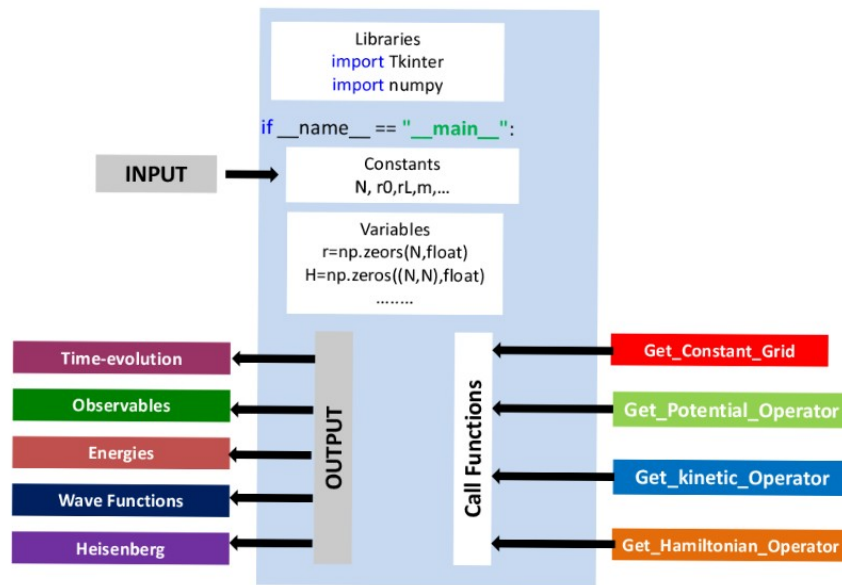 Libraries
import Tkinter
import numpy
if __name__ == "__main__":
INPUT
Constants
N, r0,rL,m,...
Variables
r=np.zeors(N,float)
H=np.zeros((N,N),float)
........
Time-evolution
Observables
Energies
Wave Functions
Heisenberg
OUTPUT
Call Functions
Get_Constant_Grid
Get_Potential_Operator
Get_kinetic_Operator
Get_Hamiltonian_Operator